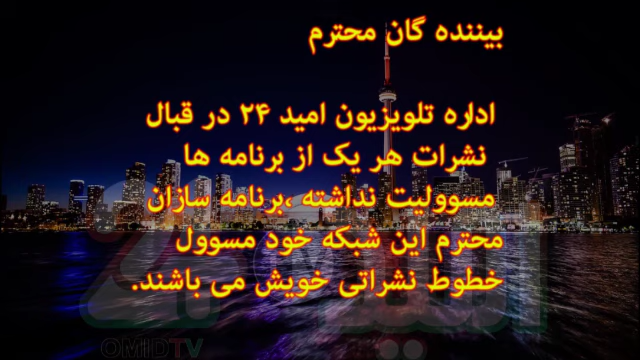 بیننده گان محترم
اداره تلویزیون امید ۲۴ در قبال
نشرات هر یک از برنامه ها
مسوولیت نداشته ،برنامه سازان
محترم این شبکه خود مسوول
خطوط نشراتی خویش می باشند.
OMIDTV